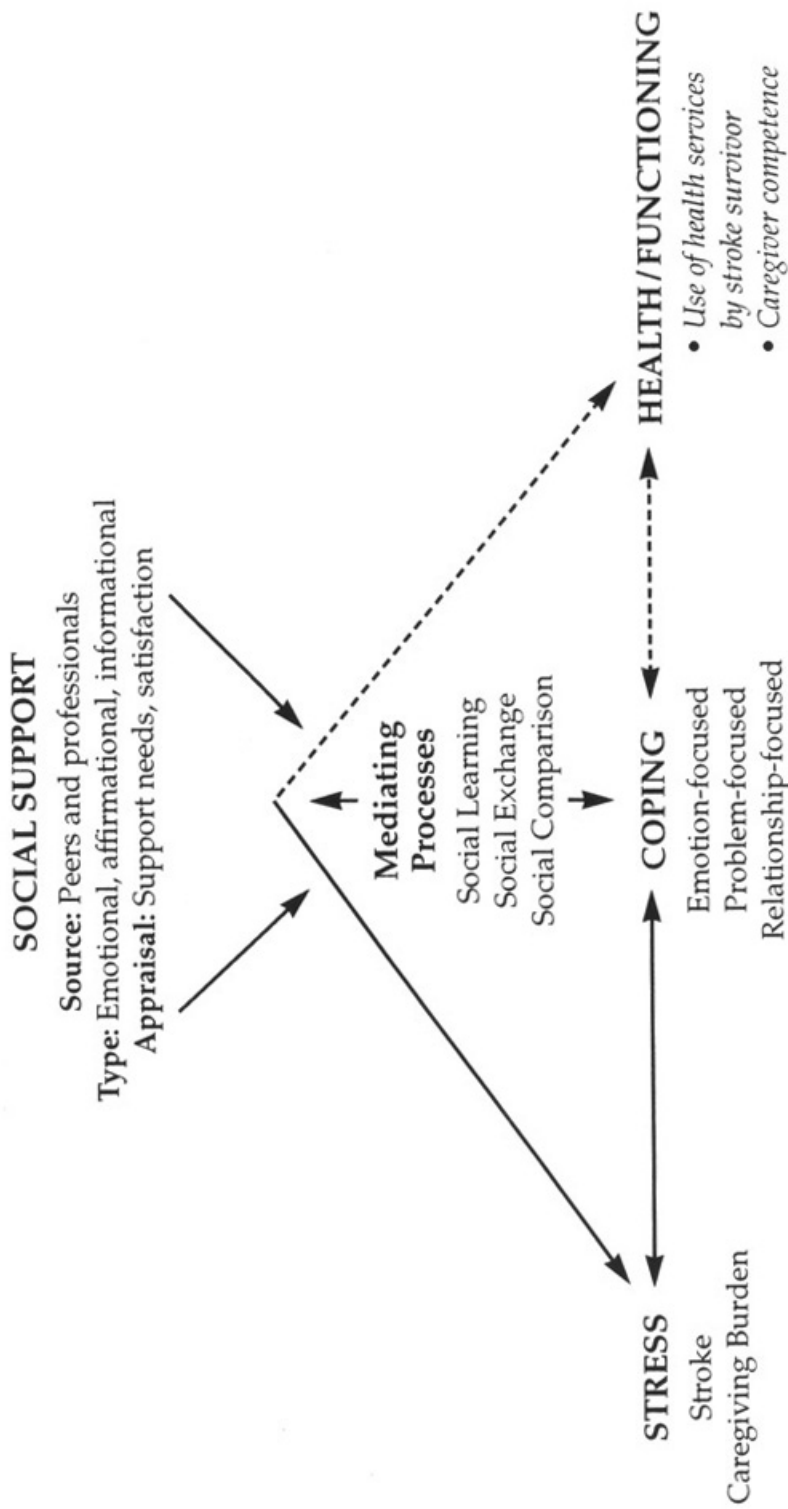 SOCIAL SUPPORT
Source: Peers and professionals
Type: Emotional, affirmational, informational
Appraisal: Support needs, satisfaction
Mediating
Processes
Social Learning
Social Exchange
Social Comparison
STRESS
Stroke
Caregiving Burden
COPING
Emotion-focused
Problem-focused
Relationship-focused
HEALTH/FUNCTIONING
• Use of health services
by stroke survivor
• Caregiver competence